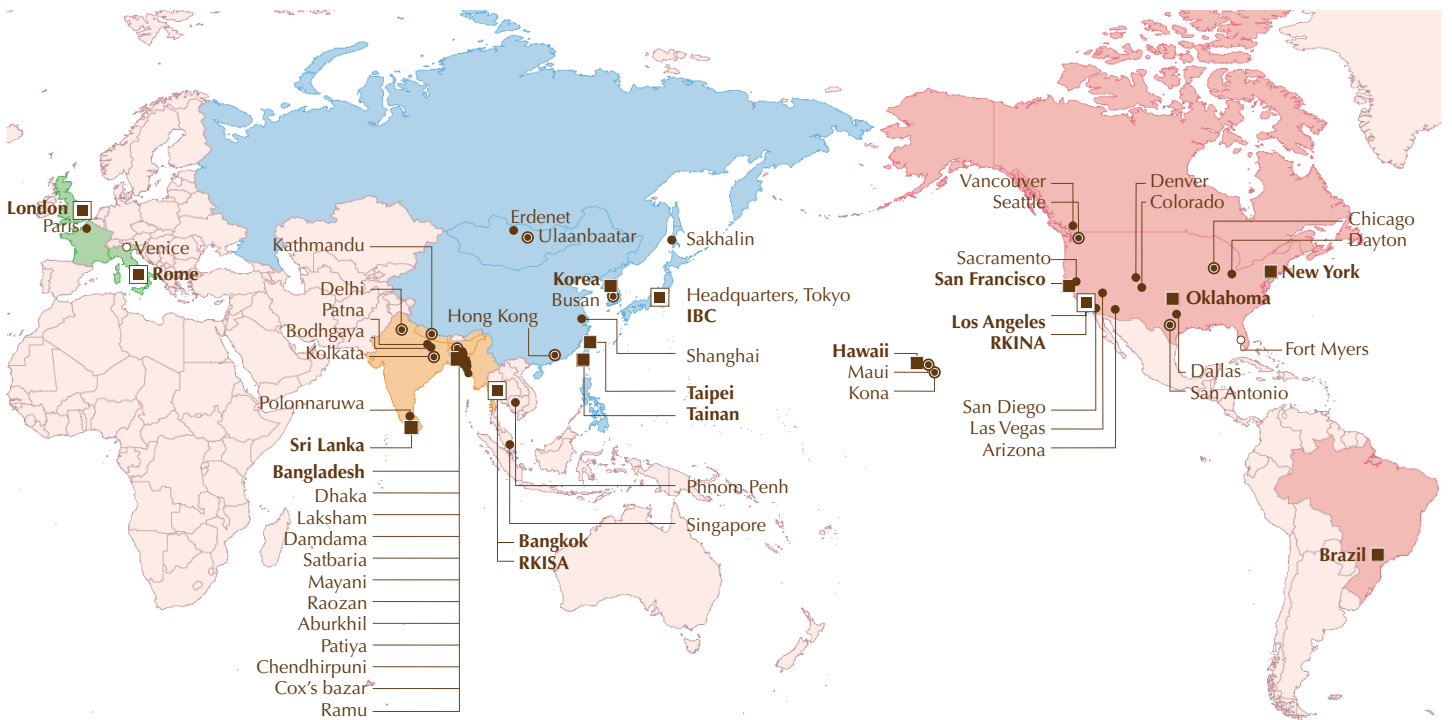 London
Paris
Venice
Rome
Erdenet
Ulaanbaatar
Sakhalin
Kathmandu
Korea
Busan
Headquarters, Tokyo
IBC
Delhi
Patna
Bodhgaya
Kolkata
Hong Kong
Shanghai
Taipei
Tainan
Polonnaruwa
Sri Lanka
Bangladesh
Dhaka
Laksham
Damdama
Satbaria
Mayani
Raozan
Aburkhil
Patiya
Chendhirpuni
Cox's bazar
Ramu
Phnom Penh
Singapore
Bangkok
RKISA
Hawaii
Maui
Kona
Vancouver
Seattle
Denver
Colorado
Chicago
Dayton
Sacramento
San Francisco
New York
Oklahoma
Los Angeles
RKINA
Fort Myers
Dallas
San Antonio
San Diego
Las Vegas
Arizona
Brazil